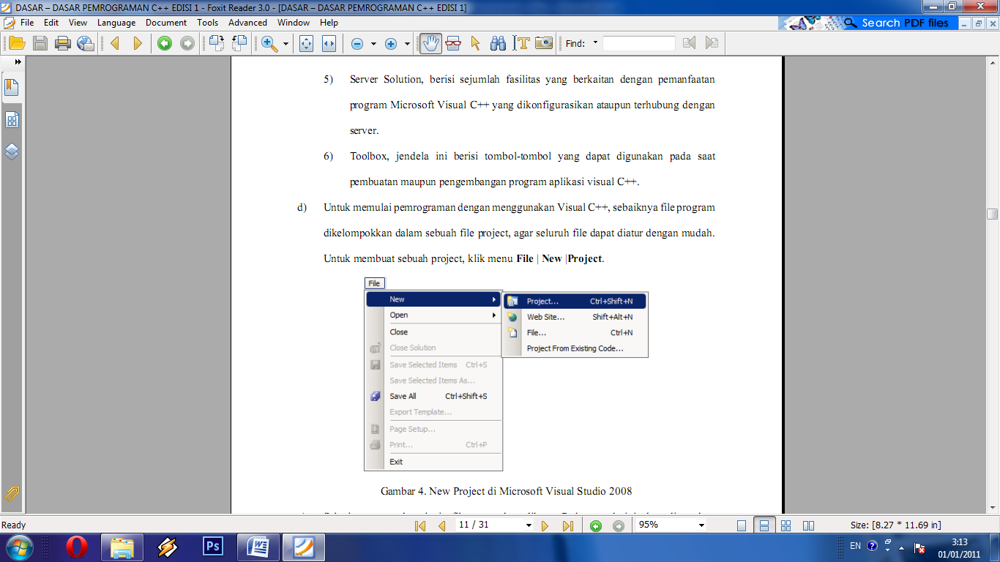 DASAR – DASAR PEMROGRAMAN C++ EDISI 1 - Foxit Reader 3.0 - [DASAR – DASAR PEMROGRAMAN C++ EDISI 1]
File Edit View Language Document Tools Advanced Window Help
Search PDF files
Find:
5) Server Solution, berisi sejumlah fasilitas yang berkaitan dengan pemanfaatan
program Microsoft Visual C++ yang dikonfigurasikan ataupun terhubung dengan
server.
6) Toolbox, jendela ini berisi tombol-tombol yang dapat digunakan pada saat
pembuatan maupun pengembangan program aplikasi visual C++.
d) Untuk memulai pemrograman dengan menggunakan Visual C++, sebaiknya file program
dikelompokkan dalam sebuah file project, agar seluruh file dapat diatur dengan mudah.
Untuk membuat sebuah project, klik menu File | New |Project.
File
New
Open
Close
Close Solution
Save Selected Items Ctrl+S
Save Selected Items As...
Save All Ctrl+Shift+S
Export Template...
Page Setup...
Print... Ctrl+P
Exit
Project... Ctrl+Shift+N
Web Site... Shift+Alt+N
File... Ctrl+N
Project From Existing Code...
Gambar 4. New Project di Microsoft Visual Studio 2008
Ready
11 / 31
95%
Size: [8.27 * 11.69 in]
Ps
EN
3:13
01/01/2011